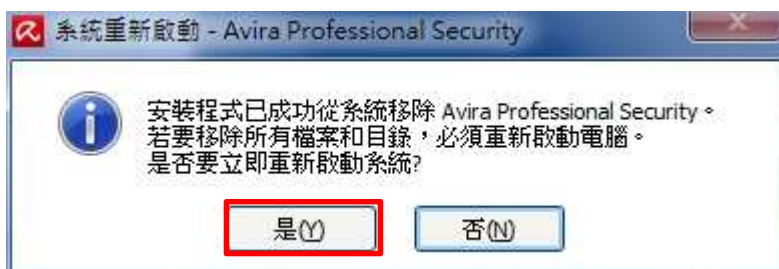 系統重新啟動 - Avira Professional Security
安裝程式已成功從系統移除 Avira Professional Security。
若要移除所有檔案和目錄，必須重新啟動電腦。
是否要立即重新啟動系統?
是(Y) 否(N)